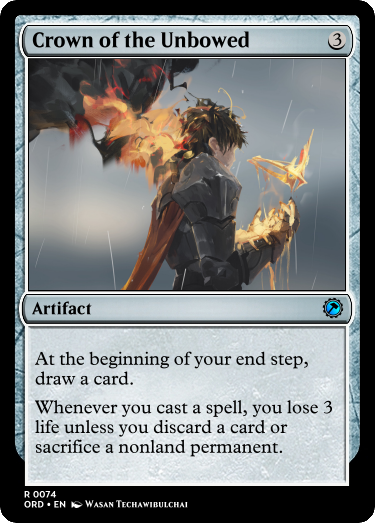 Crown of the Unbowed 3
Artifact
At the beginning of your end step,
draw a card.
Whenever you cast a spell, you lose 3
life unless you discard a card or
sacrifice a nonland permanent.
R 0074
ORD • EN Wasan Techawibulchai